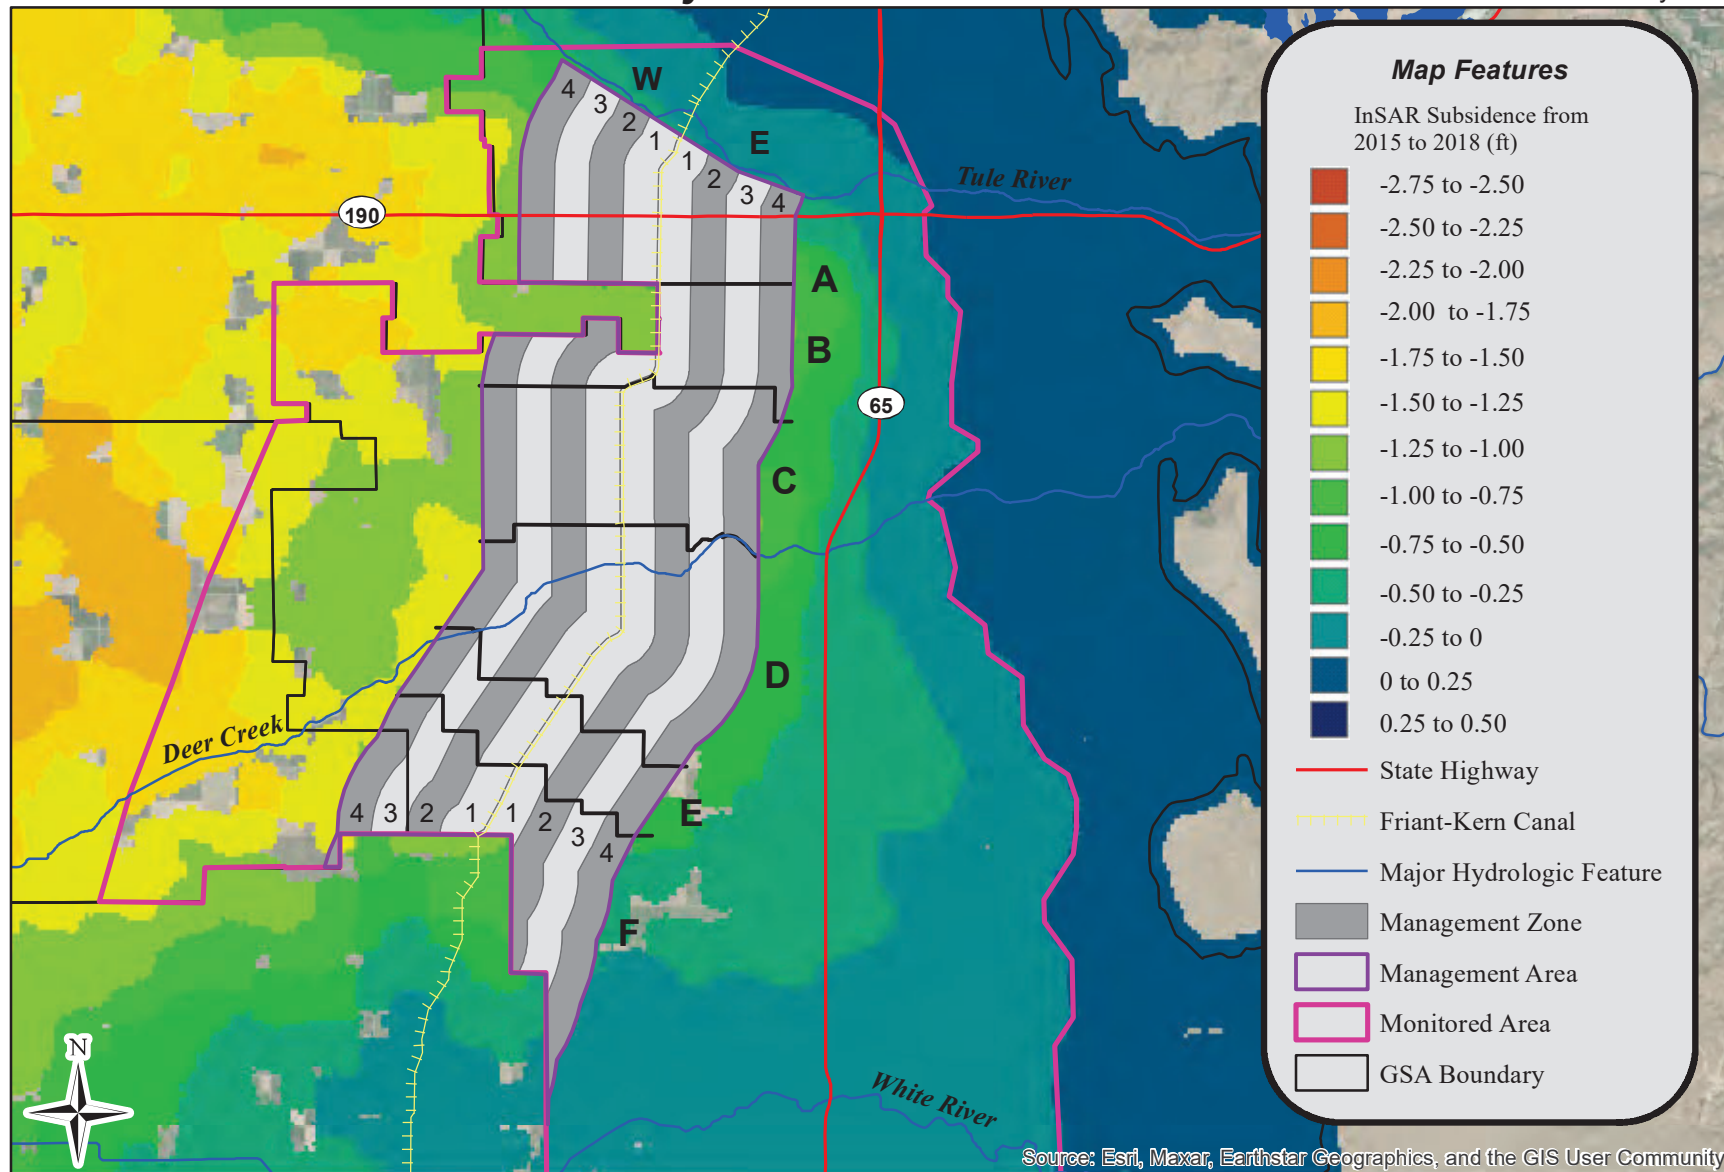 W
4
3
2
1
1
2
3
4
E
Tule River
190
A
B
65
C
D
Deer Creek
4
3
2
1
1
2
3
4
E
F
N
White River
Map Features
InSAR Subsidence from
2015 to 2018 (ft)
-2.75 to -2.50
-2.50 to -2.25
-2.25 to -2.00
-2.00 to -1.75
-1.75 to -1.50
-1.50 to -1.25
-1.25 to -1.00
-1.00 to -0.75
-0.75 to -0.50
-0.50 to -0.25
-0.25 to 0
0 to 0.25
0.25 to 0.50
State Highway
Friant-Kern Canal
Major Hydrologic Feature
Management Zone
Management Area
Monitored Area
GSA Boundary
Source: Esri, Maxar, Earthstar Geographics, and the GIS User Community